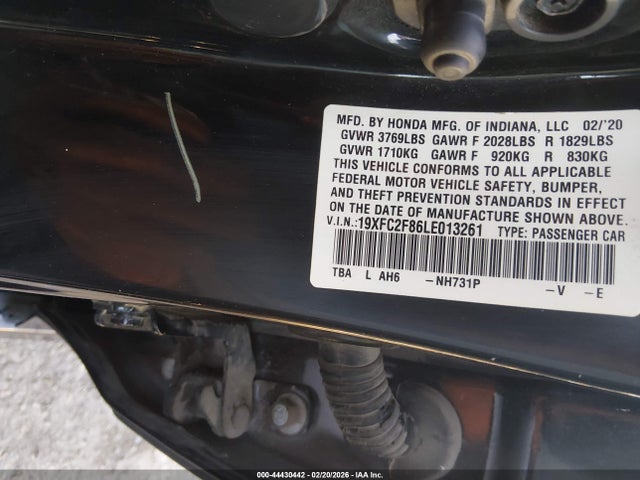 MFD. BY HONDA MFG. OF INDIANA, LLC 02/'20
GVWR 3769LBS GAWR F 2028LBS R 1829LBS
GVWR 1710KG GAWR F 920KG R 830KG
THIS VEHICLE CONFORMS TO ALL APPLICABLE
FEDERAL MOTOR VEHICLE SAFETY, BUMPER,
AND THEFT PREVENTION STANDARDS IN EFFECT
ON THE DATE OF MANUFACTURE SHOWN ABOVE.
V.I.N.: 19XFC2F86LE013261 TYPE: PASSENGER CAR
TBA L AH6 -NH731P -V -E
000-44430442 - 02/20/2026 - IAA Inc.